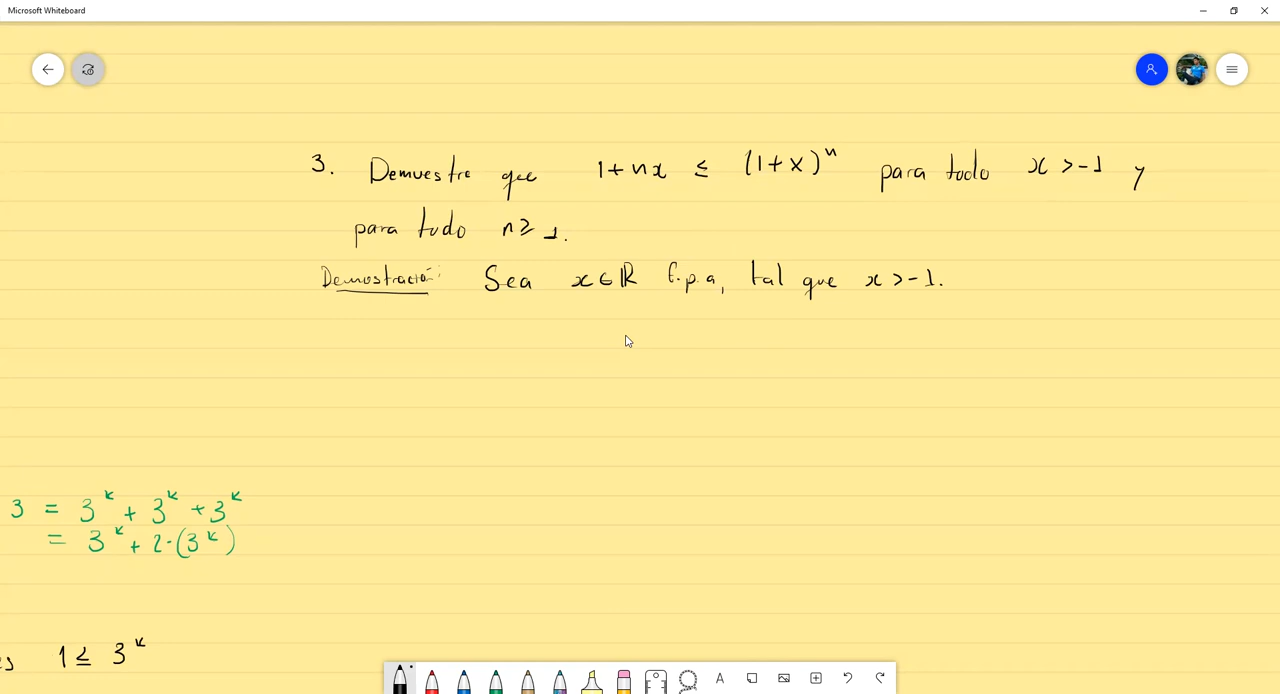 Microsoft Whiteboard
3. Demuestre que 1+nx ≤ (1+x)^n para todo x >-1 y
para todo n≥ 1.
Demostración: Sea x∈ℝ f.p.a, tal que x >-1.
3 = 3^k + 3^k + 3^k
= 3^k + 2·(3^k)
es 1 ≤ 3^k
A